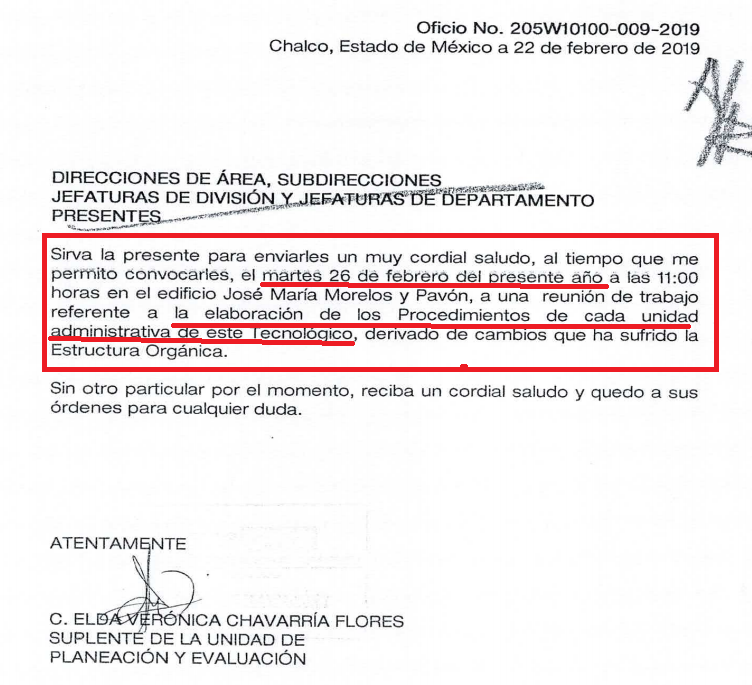 Oficio No. 205W10100-009-2019
Chalco, Estado de México a 22 de febrero de 2019
DIRECCIONES DE ÁREA, SUBDIRECCIONES
JEFATURAS DE DIVISIÓN Y JEFATURAS DE DEPARTAMENTO
PRESENTES
Sirva la presente para enviarles un muy cordial saludo, al tiempo que me
permito convocarles, el martes 26 de febrero del presente año a las 11:00
horas en el edificio José María Morelos y Pavón, a una reunión de trabajo
referente a la elaboración de los Procedimientos de cada unidad
administrativa de este Tecnológico, derivado de cambios que ha sufrido la
Estructura Orgánica.
Sin otro particular por el momento, reciba un cordial saludo y quedo a sus
órdenes para cualquier duda.
ATENTAMENTE
C. ELDA VERÓNICA CHAVARRÍA FLORES
SUPLENTE DE LA UNIDAD DE
PLANEACIÓN Y EVALUACIÓN